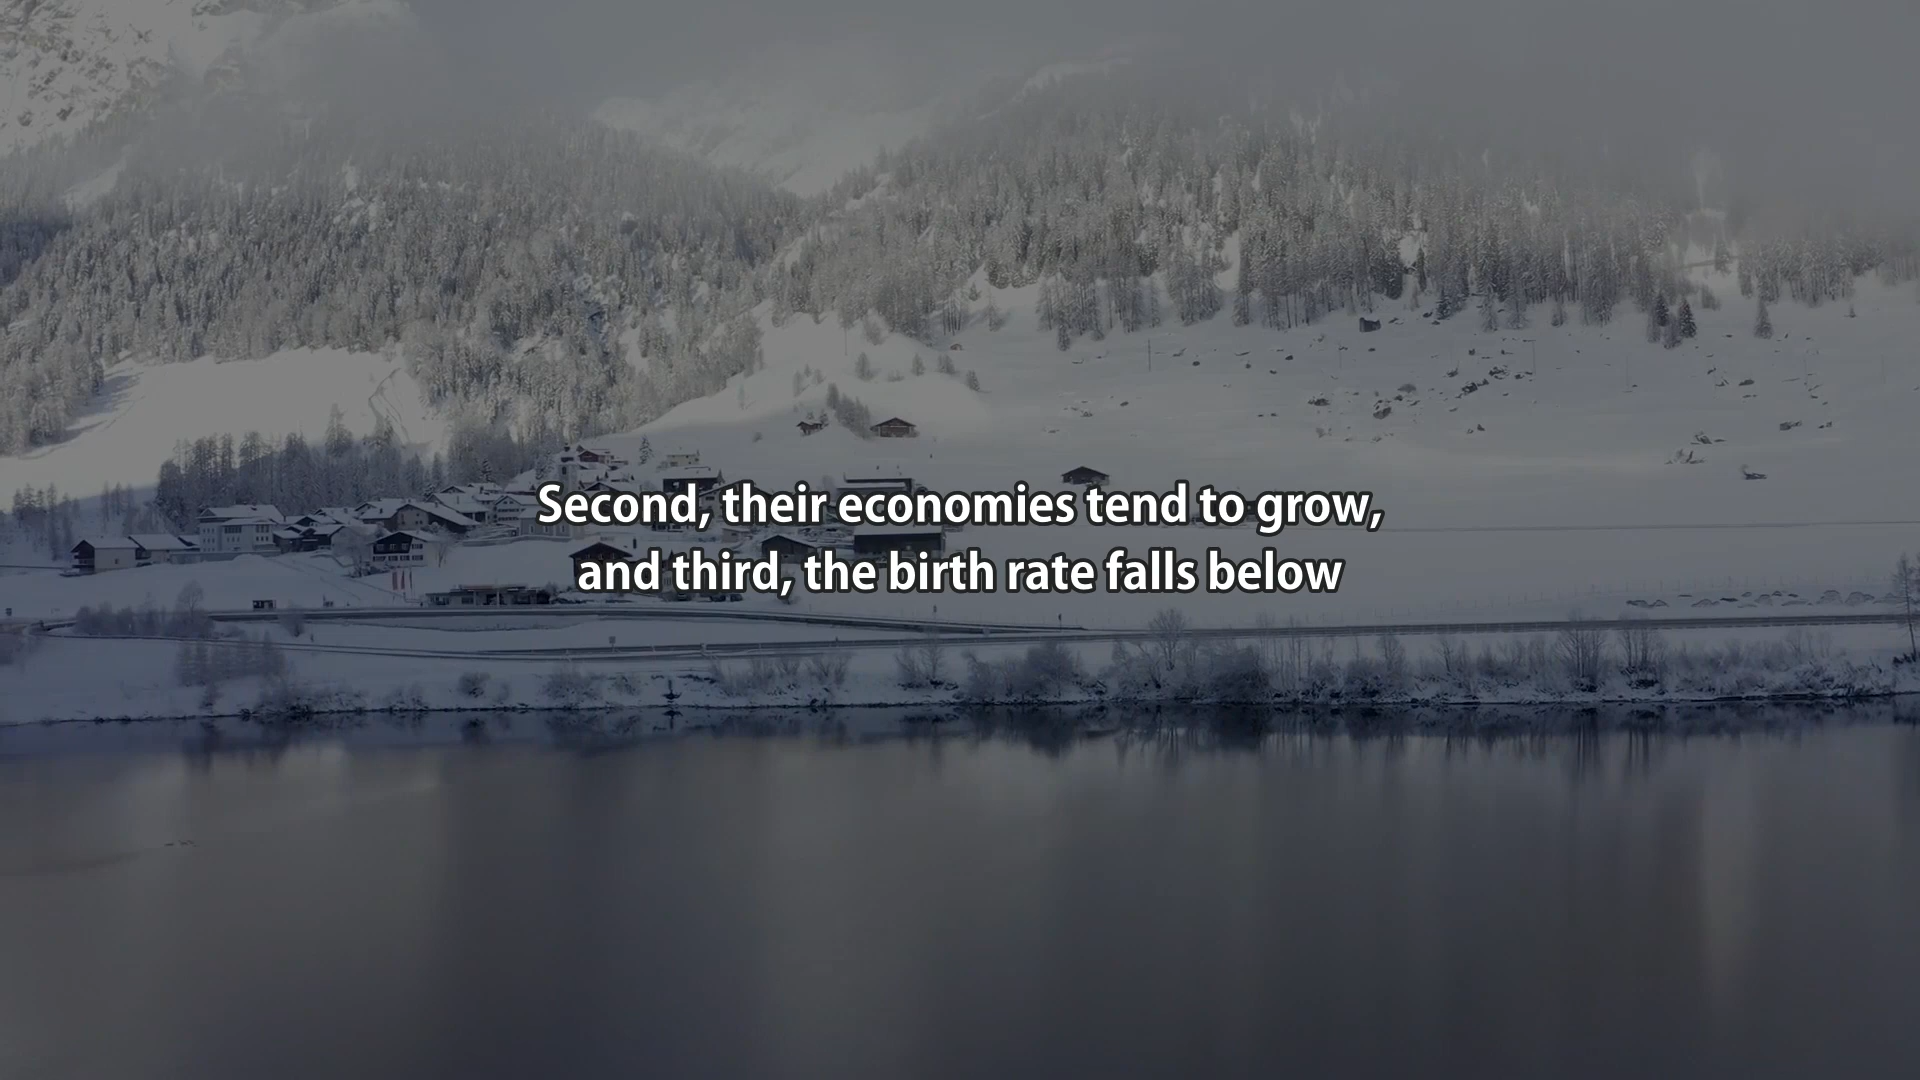 Second, their economies tend to grow,
and third, the birth rate falls below